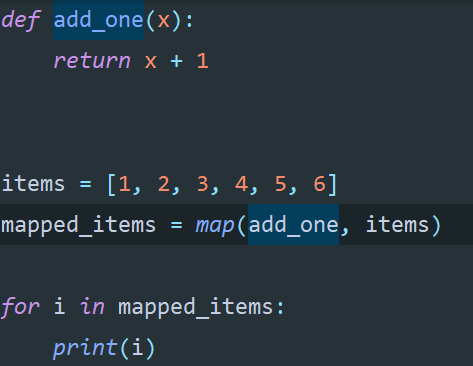 def add_one(x):
    return x + 1
items = [1, 2, 3, 4, 5, 6]
mapped_items = map(add_one, items)
for i in mapped_items:
    print(i)